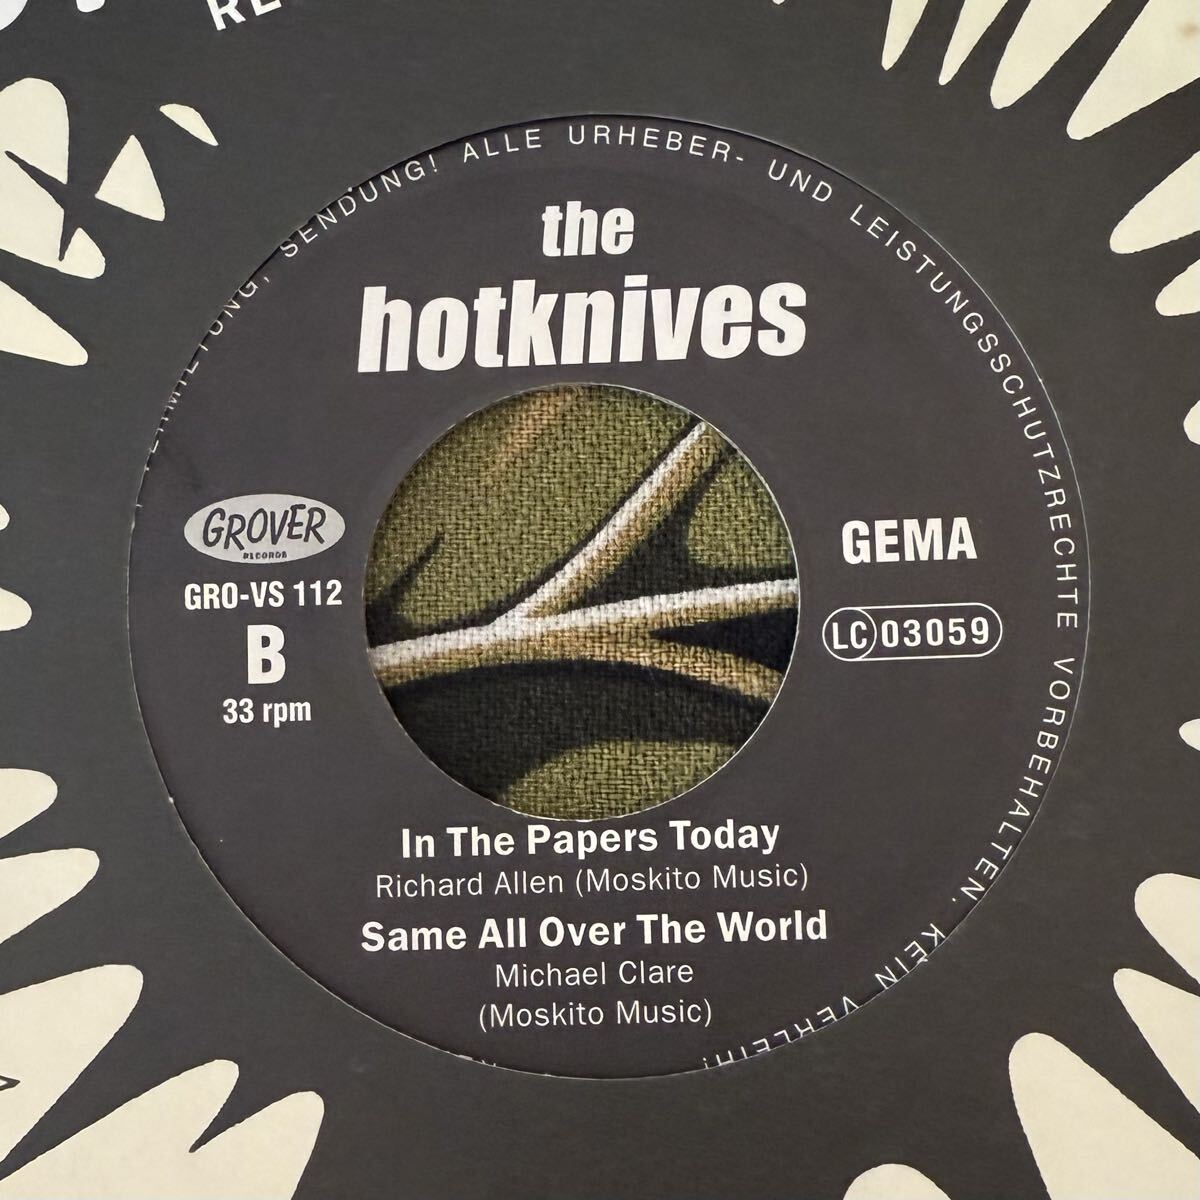 SENDUNG! ALLE URHEBER- UND LEISTUNGSSCHUTZRECHTE VORBEHALTEN. KEIN VERLEIH!
the
hotknives
GROVER
RECORDS
GRO-VS 112
B
33 rpm
GEMA
LC 03059
In The Papers Today
Richard Allen (Moskito Music)
Same All Over The World
Michael Clare
(Moskito Music)